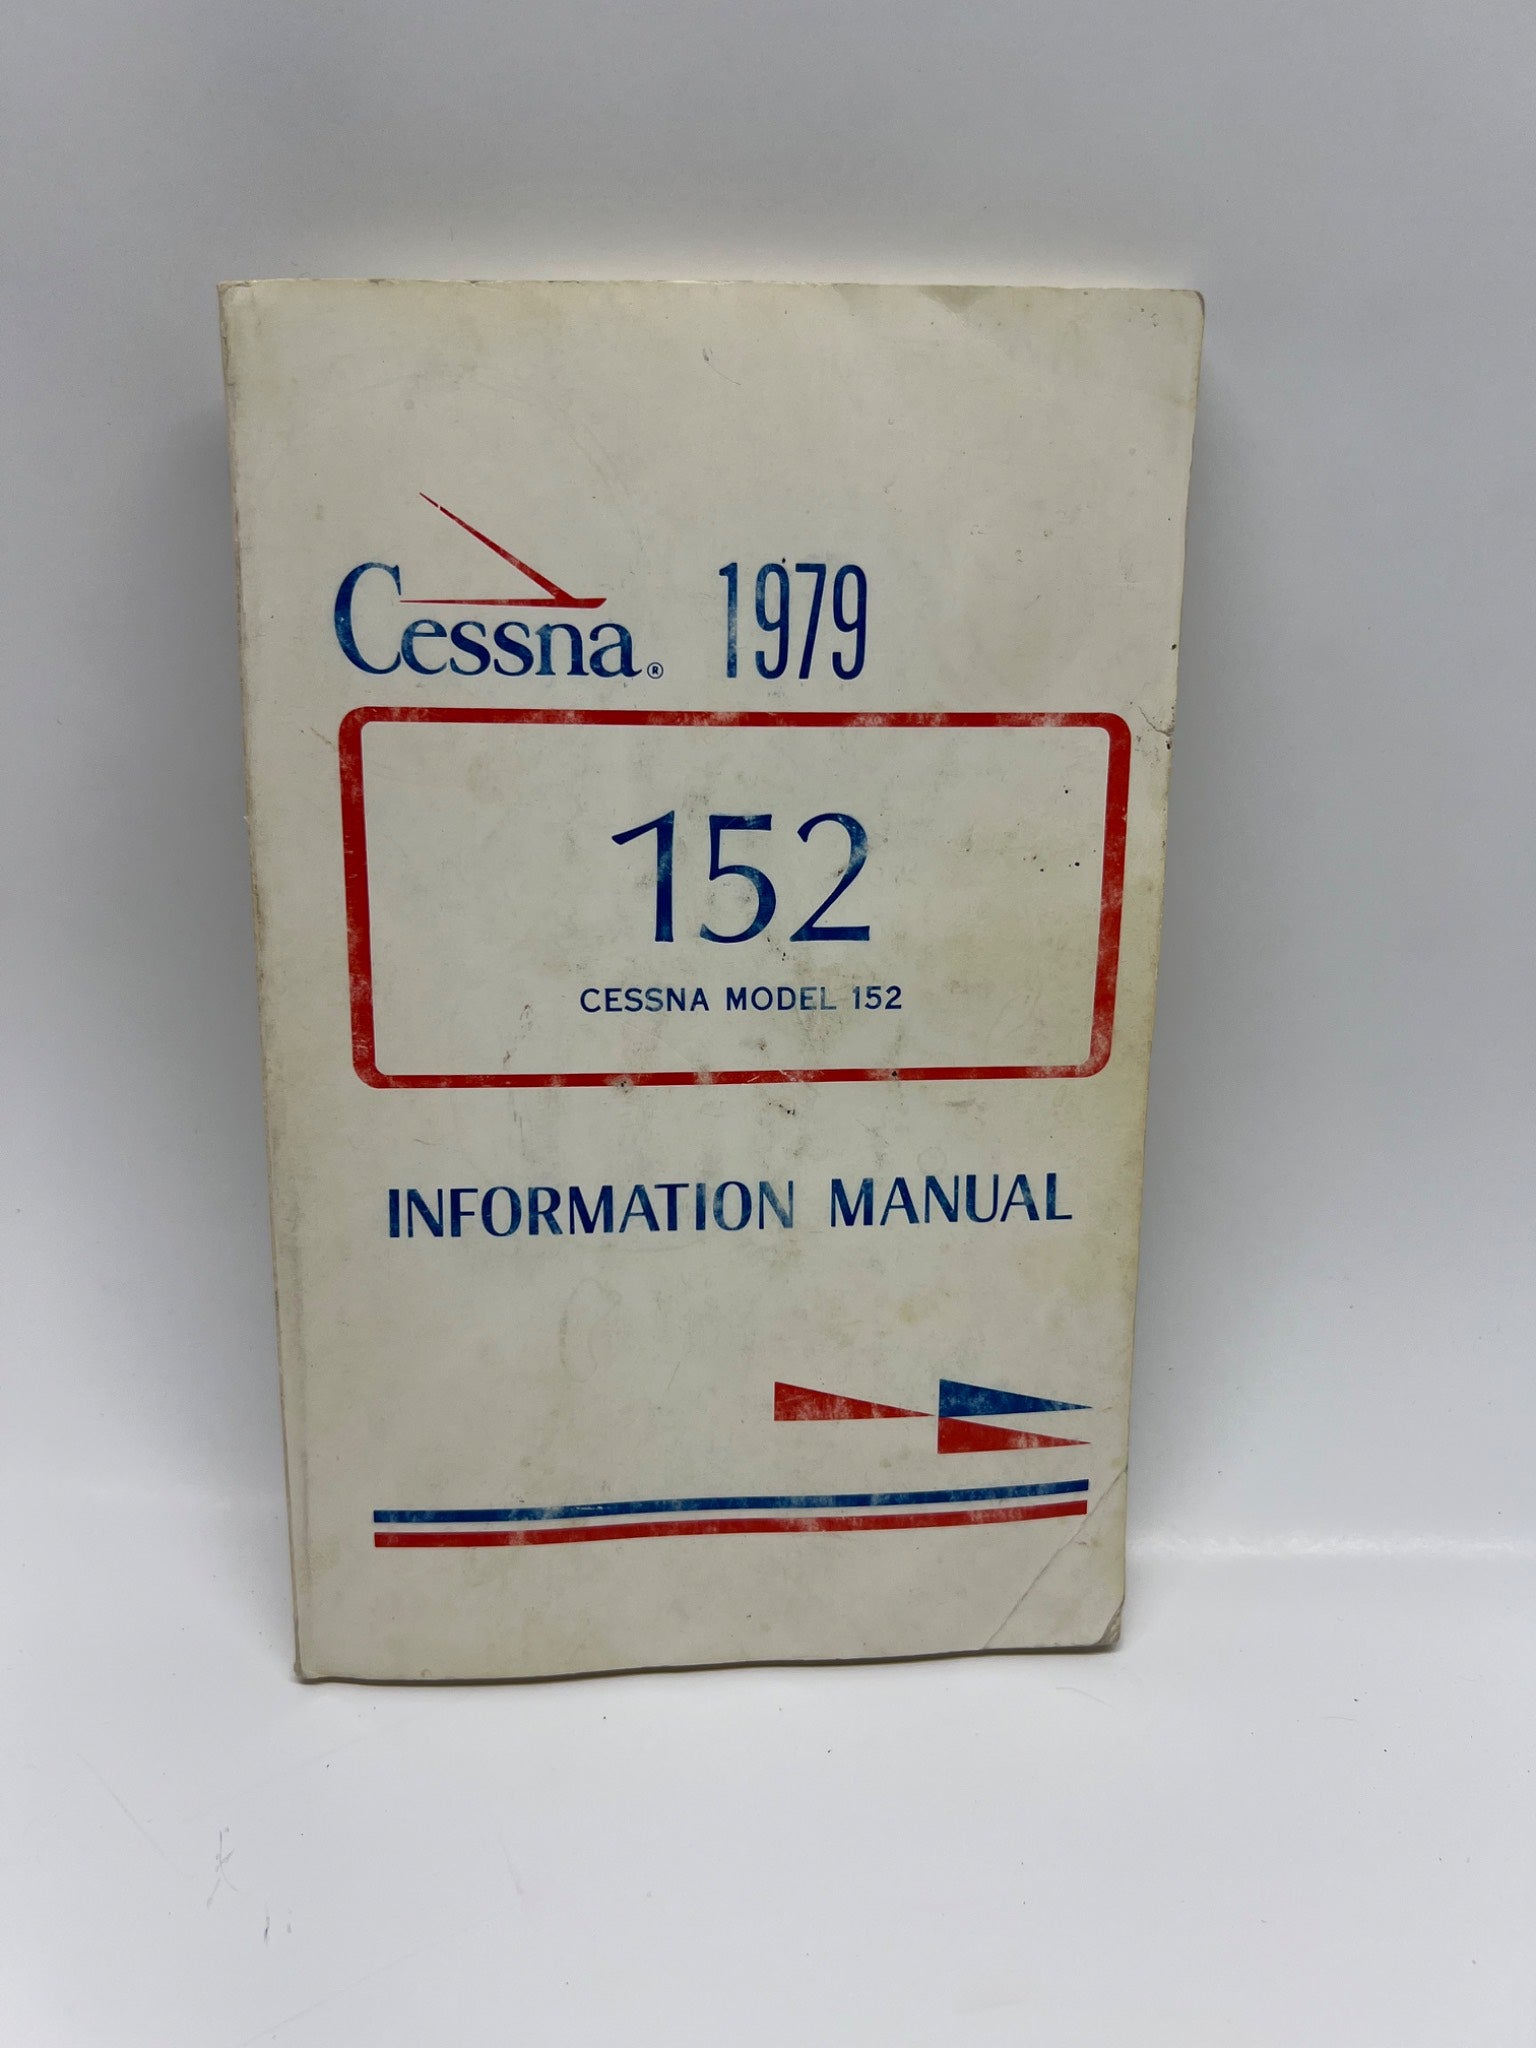 Cessna® 1979
152
CESSNA MODEL 152
INFORMATION MANUAL